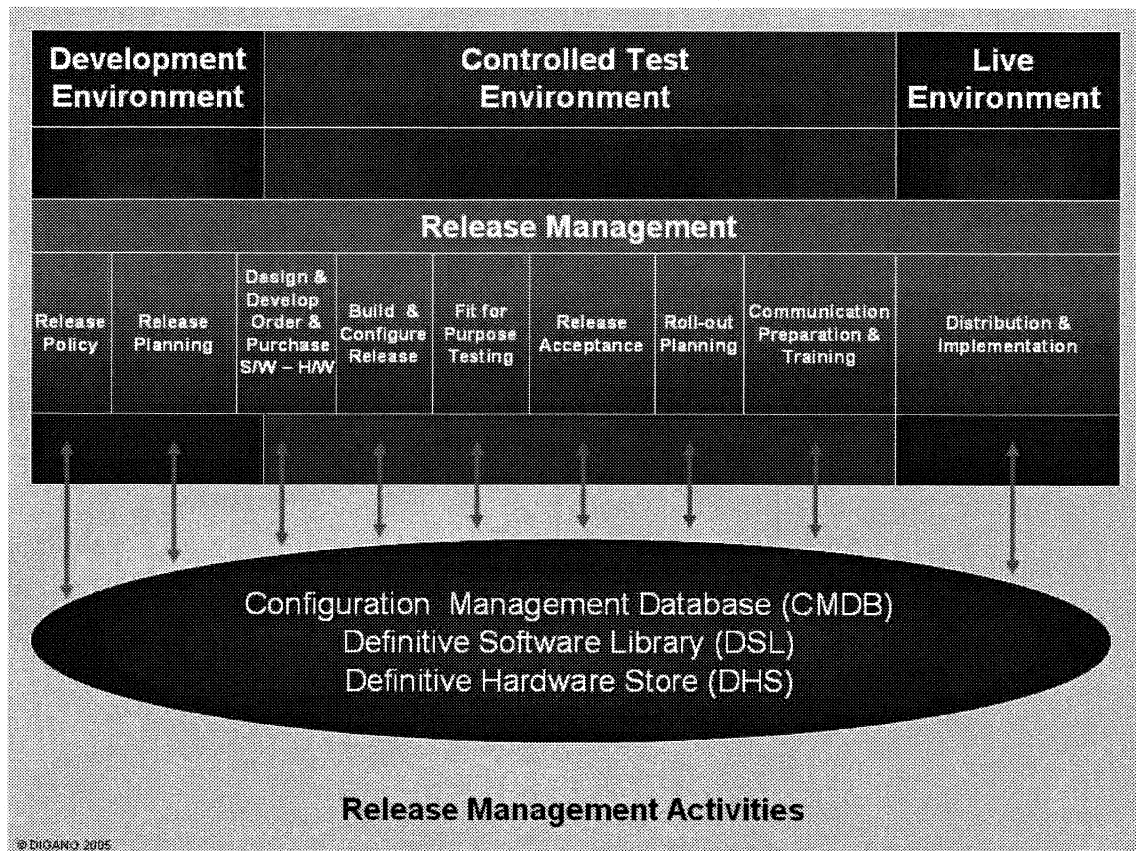 Development
Environment
Controlled Test
Environment
Live
Environment
Release Management
Release
Policy
Release
Planning
Design &
Develop
Order &
Purchase
S/W – H/W
Build &
Configure
Release
Fit for
Purpose
Testing
Release
Acceptance
Roll-out
Planning
Communication
Preparation &
Training
Distribution &
Implementation
Configuration Management Database (CMDB)
Definitive Software Library (DSL)
Definitive Hardware Store (DHS)
Release Management Activities
© DIGANO 2005